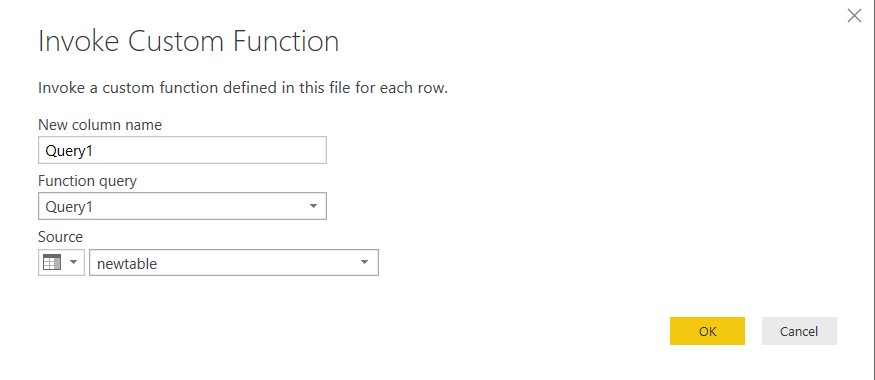 Invoke Custom Function
Invoke a custom function defined in this file for each row.
New column name
Query1
Function query
Query1
Source
newtable
OK
Cancel